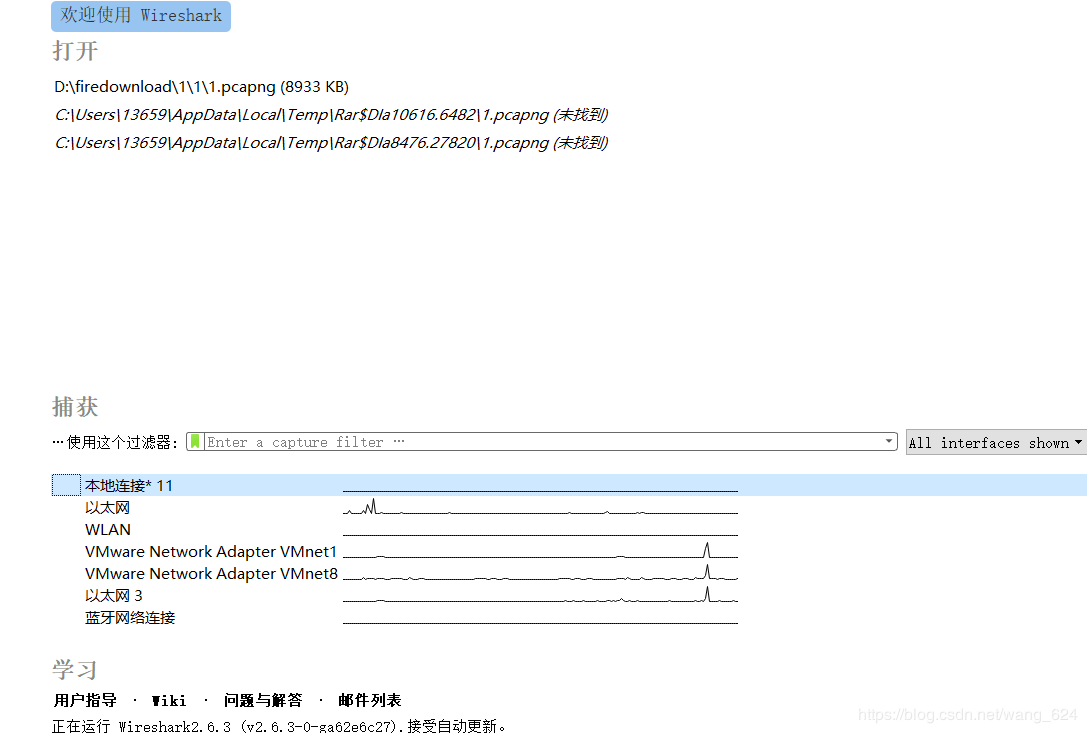 欢迎使用 Wireshark
打开
D:\firedownload\1\1\1.pcapng (8933 KB)
C:\Users\13659\AppData\Local\Temp\Rar$DIa10616.6482\1.pcapng (未找到)
C:\Users\13659\AppData\Local\Temp\Rar$DIa8476.27820\1.pcapng (未找到)
捕获
…使用这个过滤器: Enter a capture filter … All interfaces shown
本地连接* 11
以太网
WLAN
VMware Network Adapter VMnet1
VMware Network Adapter VMnet8
以太网 3
蓝牙网络连接
学习
用户指导 · Wiki · 问题与解答 · 邮件列表
正在运行 Wireshark2.6.3 (v2.6.3-0-ga62e6c27).接受自动更新。
https://blog.csdn.net/wang_624